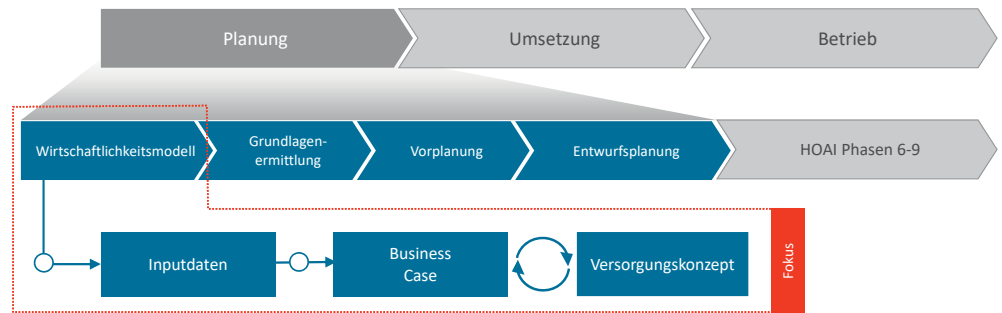 Planung
Umsetzung
Betrieb
Wirtschaftlichkeitsmodell
Grundlagen-
ermittlung
Vorplanung
Entwurfsplanung
HOAI Phasen 6-9
Inputdaten
Business
Case
Versorgungskonzept
Fokus